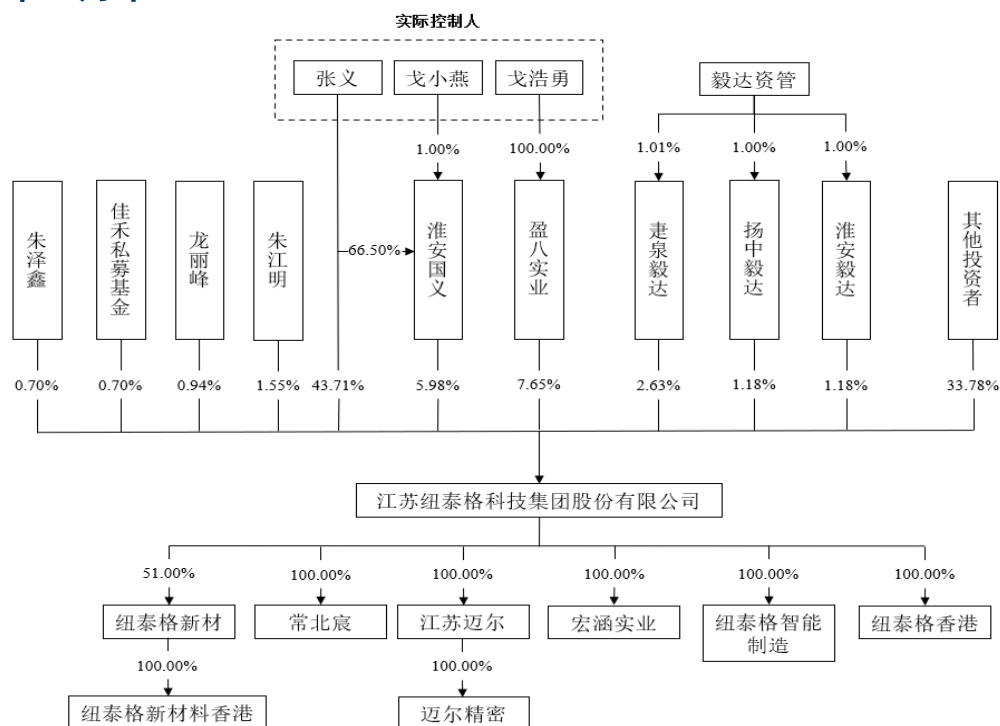 实际控制人
张义 戈小燕 戈浩勇 毅达资管
1.00% 100.00% 1.01% 1.00% 1.00%
朱泽鑫
佳禾私募基金
龙丽峰
朱江明
66.50%
淮安国义
盈八实业
疌泉毅达
扬中毅达
淮安毅达
其他投资者
0.70% 0.70% 0.94% 1.55% 43.71% 5.98% 7.65% 2.63% 1.18% 1.18% 33.78%
江苏纽泰格科技集团股份有限公司
51.00% 100.00% 100.00% 100.00% 100.00% 100.00%
纽泰格新材 常北宸 江苏迈尔 宏涵实业 纽泰格智能 纽泰格香港
制造
100.00% 100.00%
纽泰格新材料香港 迈尔精密